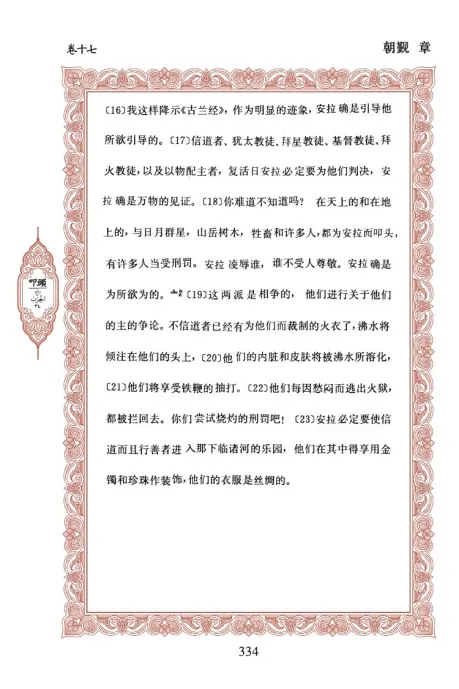 卷十七
朝觐 章
〔16〕我这样降示《古兰经》，作为明显的迹象，安拉确是引导他
所欲引导的。〔17〕信道者、犹太教徒、拜星教徒、基督教徒、拜
火教徒，以及以物配主者，复活日安拉必定要为他们判决，安
拉确是万物的见证。〔18〕你难道不知道吗？ 在天上的和在地
上的，与日月群星，山岳树木，牲畜和许多人，都为安拉而叩头，
有许多人当受刑罚。安拉凌辱谁，谁不受人尊敬。安拉确是
为所欲为的。〔19〕这两派是相争的， 他们进行关于他们
的主的争论。不信道者已经有为他们而裁制的火衣了，沸水将
倾注在他们的头上，〔20〕他们的内脏和皮肤将被沸水所溶化，
〔21〕他们将享受铁鞭的抽打。〔22〕他们每因愁闷而逃出火狱，
都被拦回去。你们尝试烧灼的刑罚吧！〔23〕安拉必定要使信
道而且行善者进入那下临诸河的乐园，他们在其中得享用金
镯和珍珠作装饰，他们的衣服是丝绸的。
叩頭
334